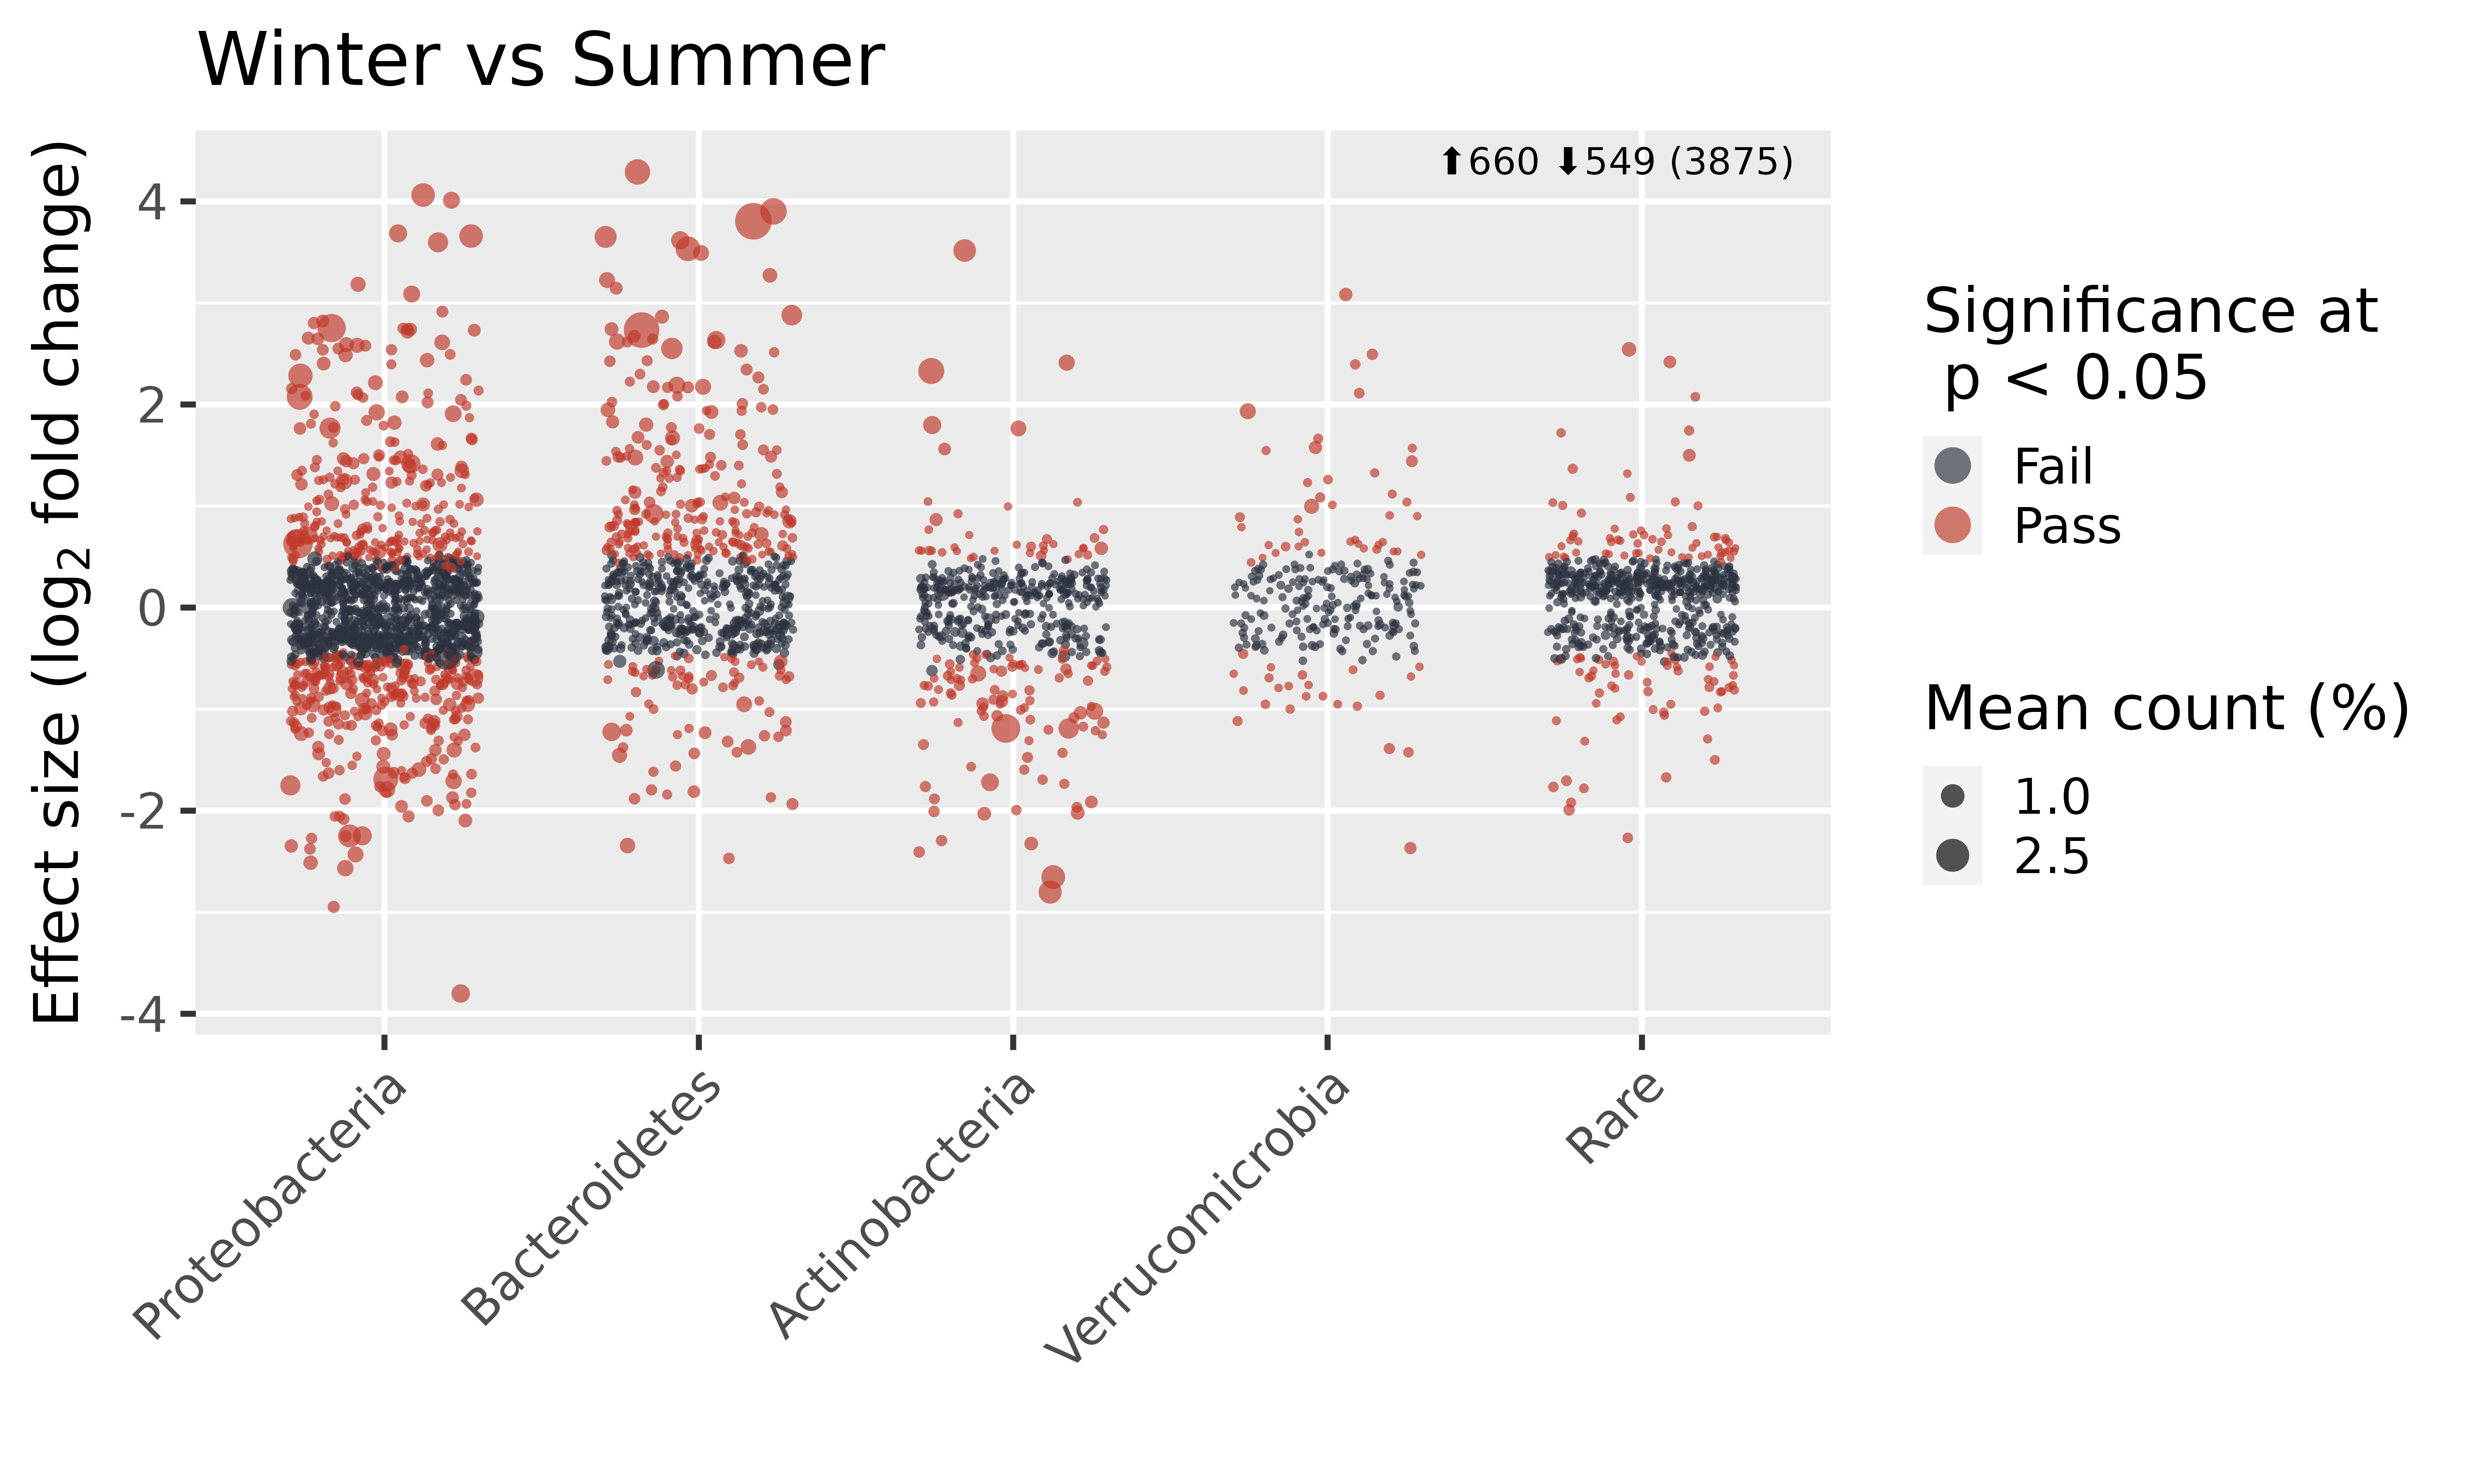 Winter vs Summer
⬆660 ⬇549 (3875)
Effect size (log₂ fold change)
4
2
0
-2
-4
Proteobacteria
Bacteroidetes
Actinobacteria
Verrucomicrobia
Rare
Significance at
p < 0.05
Fail
Pass
Mean count (%)
1.0
2.5